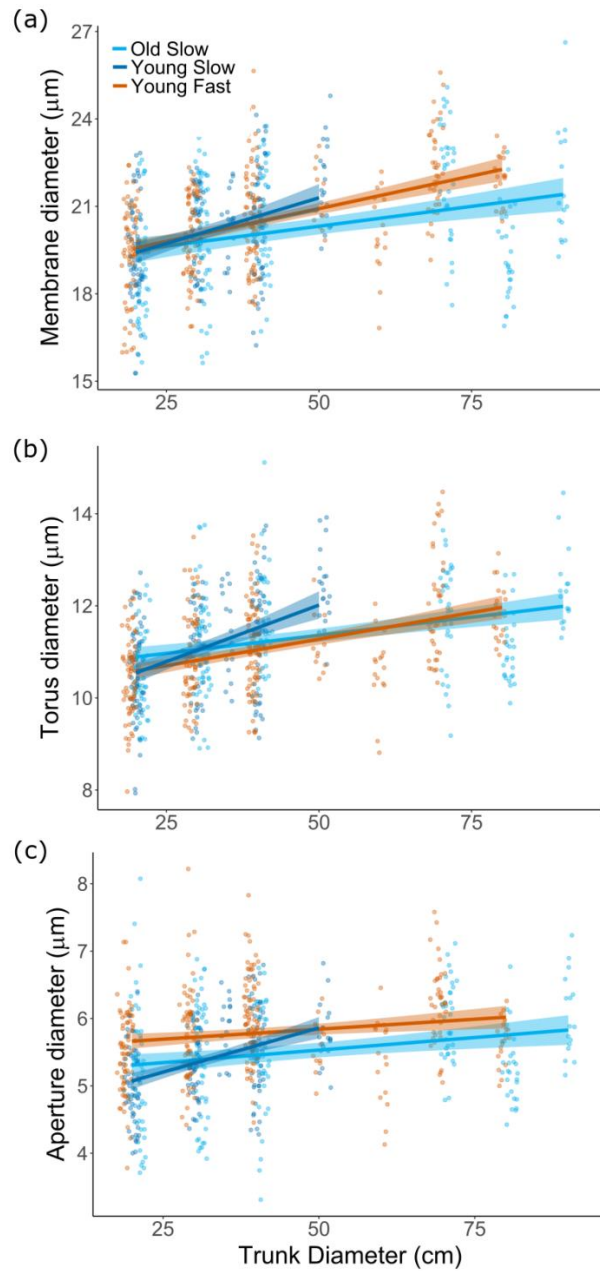 (a)
Membrane diameter (μm)
27
24
21
18
15
Old Slow
Young Slow
Young Fast
25 50 75
(b)
Torus diameter (μm)
14
12
10
8
25 50 75
(c)
Aperture diameter (μm)
8
7
6
5
4
25 50 75
Trunk Diameter (cm)